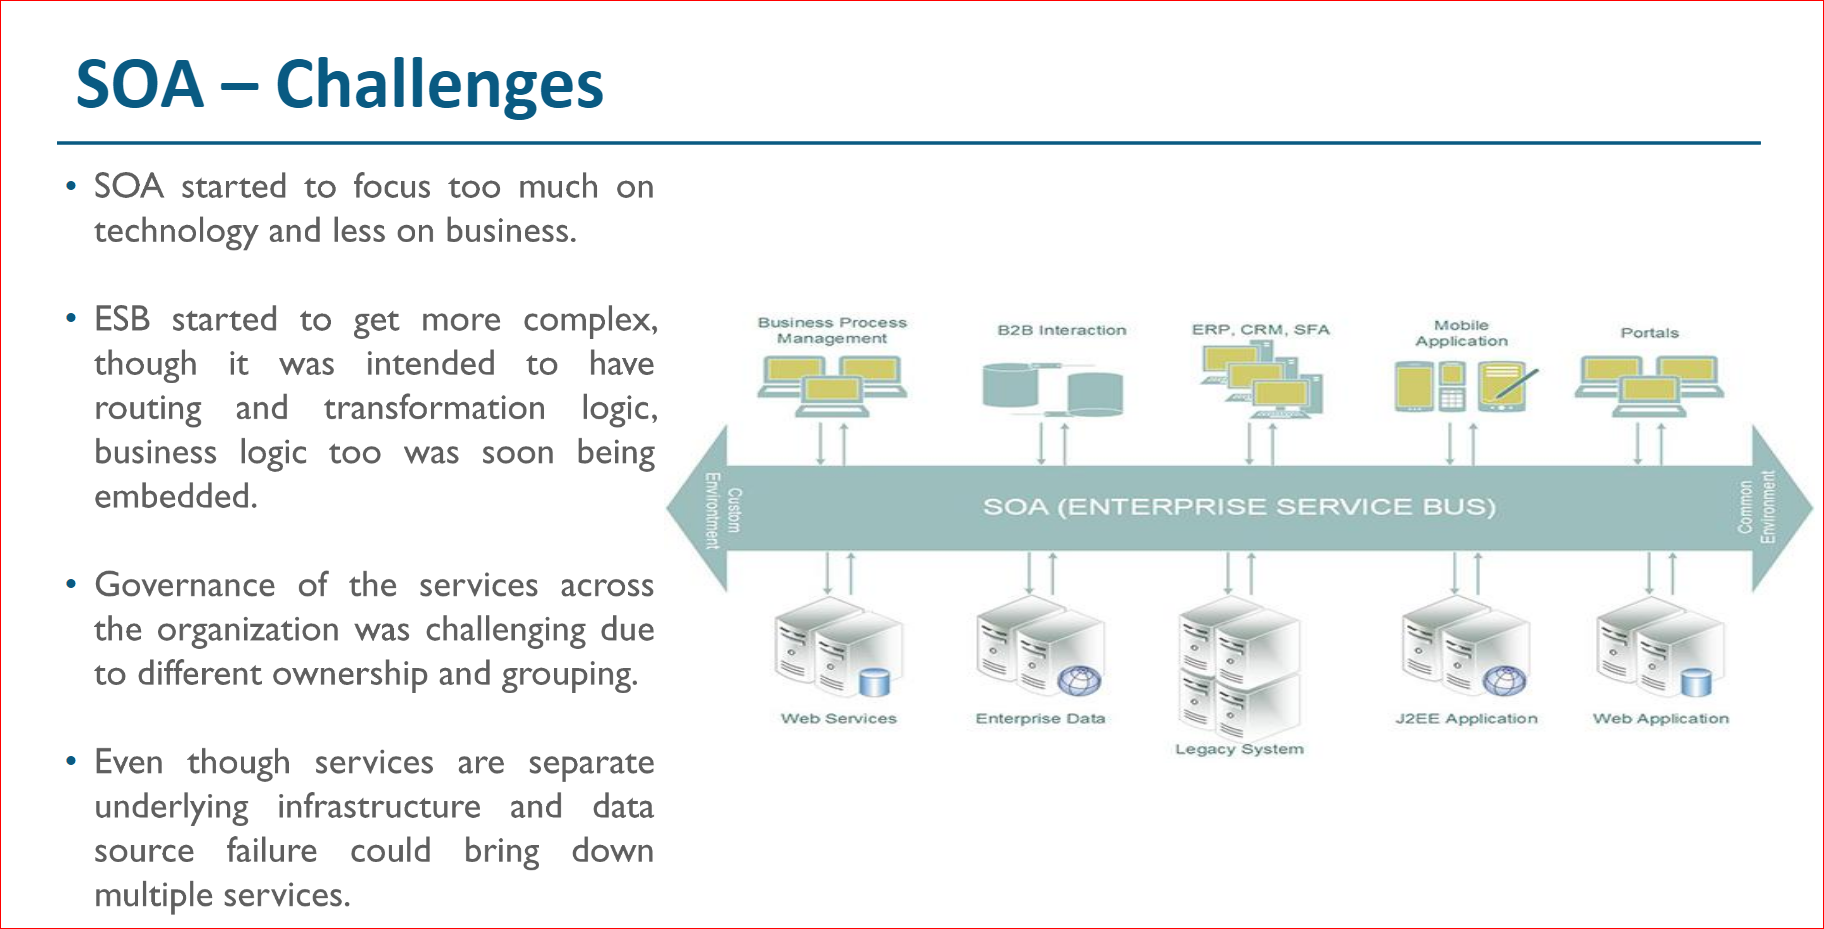 SOA – Challenges
• SOA started to focus too much on
technology and less on business.
• ESB started to get more complex,
though it was intended to have
routing and transformation logic,
business logic too was soon being
embedded.
• Governance of the services across
the organization was challenging due
to different ownership and grouping.
• Even though services are separate
underlying infrastructure and data
source failure could bring down
multiple services.
Business Process
Management
B2B Interaction
ERP, CRM, SFA
Mobile
Application
Portals
Custom
Environtment
SOA (ENTERPRISE SERVICE BUS)
Common
Environment
Web Services
Enterprise Data
Legacy System
J2EE Application
Web Application